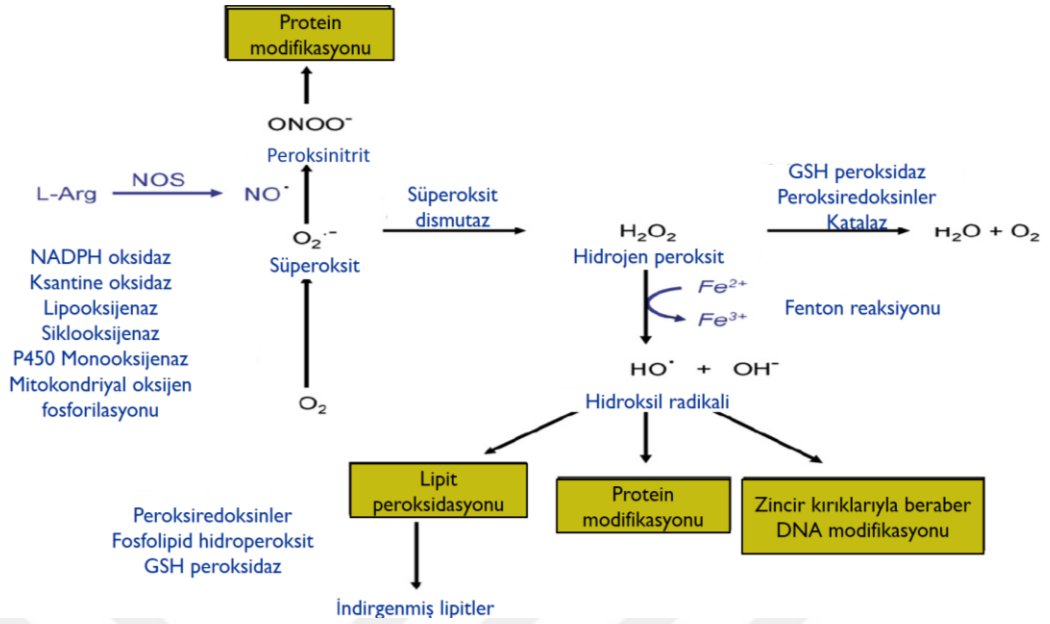 Protein
modifikasyonu
ONOO⁻
Peroksinitrit
L-Arg
NOS
NO˙
O₂˙⁻
Süperoksit
Süperoksit
dismutaz
H₂O₂
Hidrojen peroksit
GSH peroksidaz
Peroksiredoksinler
Katalaz
H₂O + O₂
NADPH oksidaz
Ksantine oksidaz
Lipooksijenaz
Siklooksijenaz
P450 Monooksijenaz
Mitokondriyal oksijen
fosforilasyonu
O₂
Fe²⁺
Fe³⁺
Fenton reaksiyonu
HO˙ + OH⁻
Hidroksil radikali
Lipit
peroksidasyonu
Protein
modifikasyonu
Zincir kırıklarıyla beraber
DNA modifikasyonu
Peroksiredoksinler
Fosfolipid hidroperoksit
GSH peroksidaz
İndirgenmiş lipitler